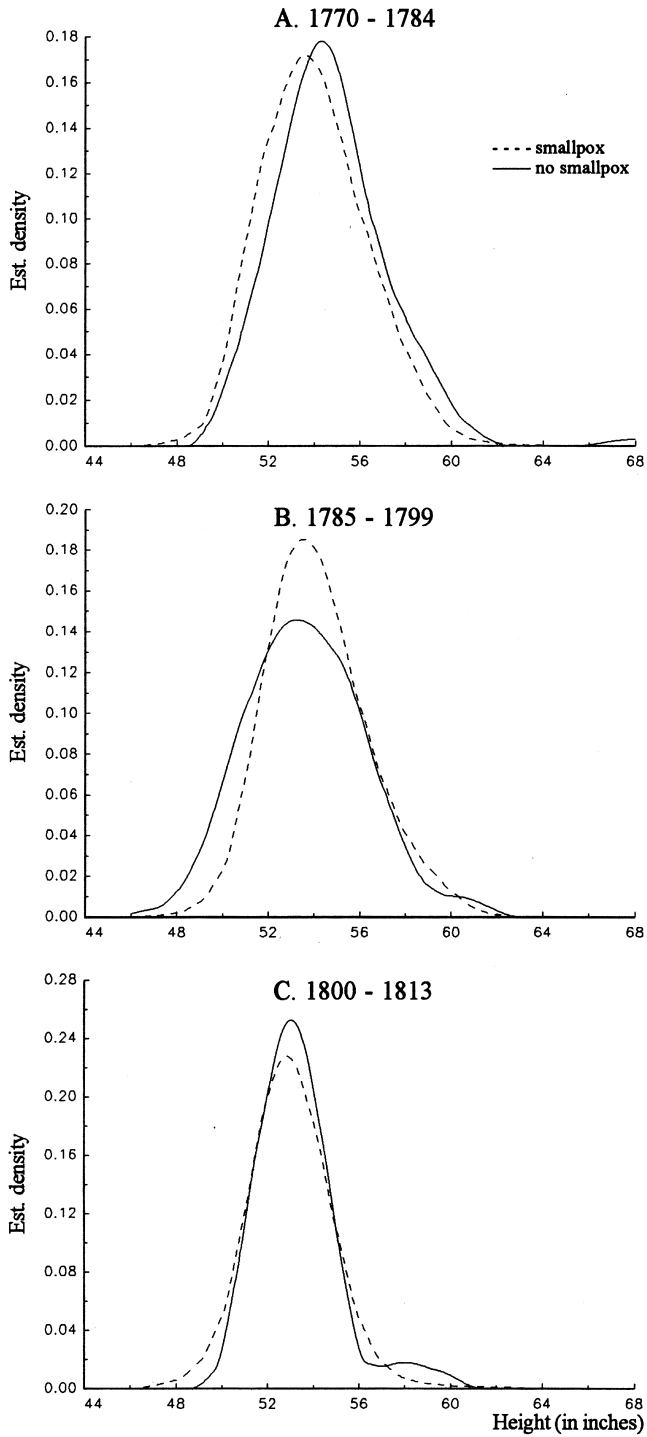 A. 1770 - 1784
0.18
0.16
0.14
0.12
0.10
0.08
0.06
0.04
0.02
0.00
Est. density
smallpox
no smallpox
44 48 52 56 60 64 68
B. 1785 - 1799
0.20
0.18
0.16
0.14
0.12
0.10
0.08
0.06
0.04
0.02
0.00
Est. density
44 48 52 56 60 64 68
C. 1800 - 1813
0.28
0.24
0.20
0.16
0.12
0.08
0.04
0.00
Est. density
44 48 52 56 60 64 68
Height (in inches)